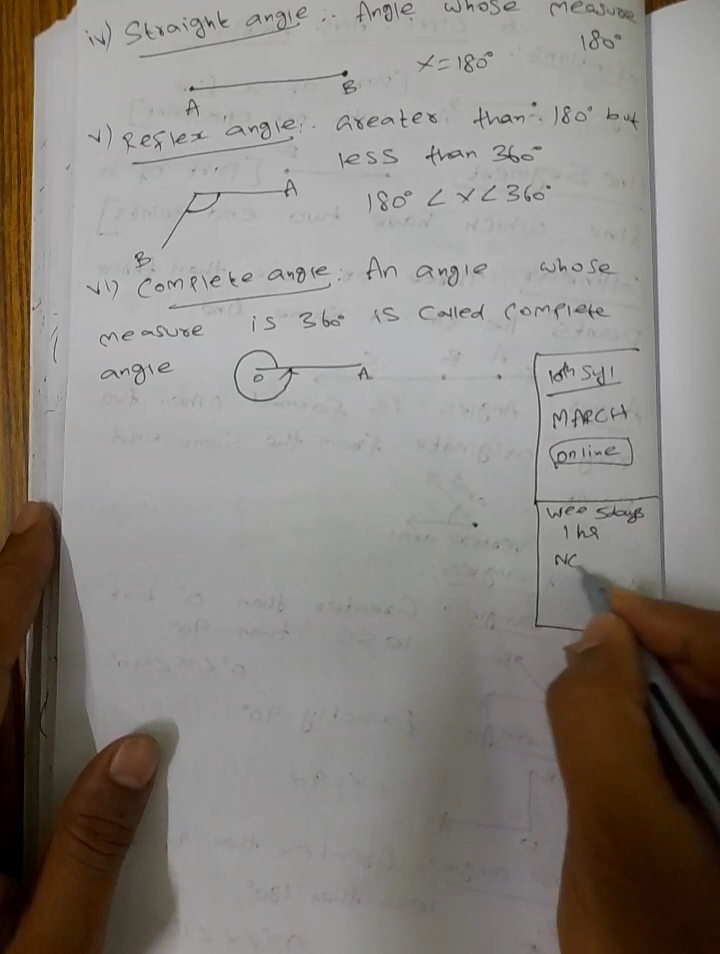 iv) Straight angle :. Angle whose measure
180°
x = 180°
A B
v) Reflex angle :. Greater than 180° but
less than 360°
A
180° < x < 360°
B
vi) Complete angle : An angle whose
measure is 360° is called complete
angle
O A
10th Syl
MARCH
online
wee 5days
1 hr
NC